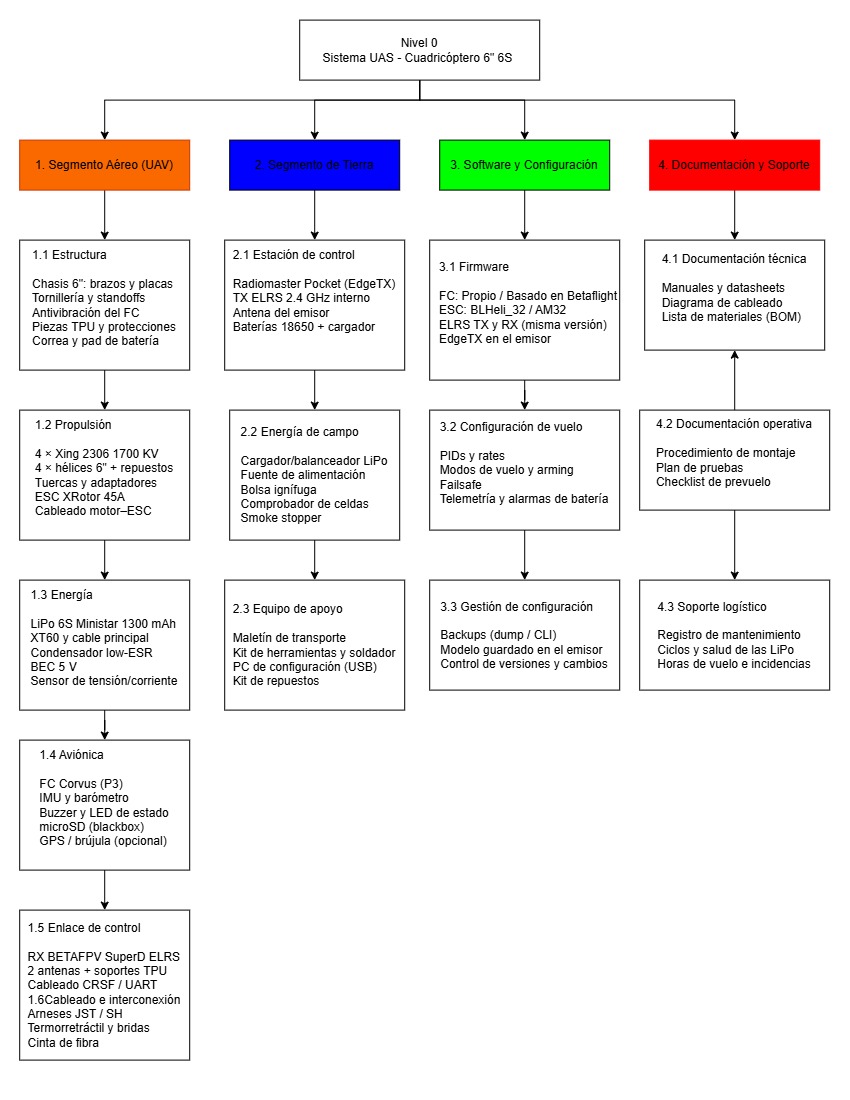 Nivel 0
Sistema UAS - Cuadricóptero 6" 6S
1. Segmento Aéreo (UAV)
2. Segmento de Tierra
3. Software y Configuración
4. Documentación y Soporte
1.1 Estructura
Chasis 6": brazos y placas
Tornillería y standoffs
Antivibración del FC
Piezas TPU y protecciones
Correa y pad de batería
1.2 Propulsión
4 × Xing 2306 1700 KV
4 × hélices 6" + repuestos
Tuercas y adaptadores
ESC XRotor 45A
Cableado motor–ESC
1.3 Energía
LiPo 6S Ministar 1300 mAh
XT60 y cable principal
Condensador low-ESR
BEC 5 V
Sensor de tensión/corriente
1.4 Aviónica
FC Corvus (P3)
IMU y barómetro
Buzzer y LED de estado
microSD (blackbox)
GPS / brújula (opcional)
1.5 Enlace de control
RX BETAFPV SuperD ELRS
2 antenas + soportes TPU
Cableado CRSF / UART
1.6Cableado e interconexión
Arneses JST / SH
Termorretráctil y bridas
Cinta de fibra
2.1 Estación de control
Radiomaster Pocket (EdgeTX)
TX ELRS 2.4 GHz interno
Antena del emisor
Baterías 18650 + cargador
2.2 Energía de campo
Cargador/balanceador LiPo
Fuente de alimentación
Bolsa ignífuga
Comprobador de celdas
Smoke stopper
2.3 Equipo de apoyo
Maletín de transporte
Kit de herramientas y soldador
PC de configuración (USB)
Kit de repuestos
3.1 Firmware
FC: Propio / Basado en Betaflight
ESC: BLHeli_32 / AM32
ELRS TX y RX (misma versión)
EdgeTX en el emisor
3.2 Configuración de vuelo
PIDs y rates
Modos de vuelo y arming
Failsafe
Telemetría y alarmas de batería
3.3 Gestión de configuración
Backups (dump / CLI)
Modelo guardado en el emisor
Control de versiones y cambios
4.1 Documentación técnica
Manuales y datasheets
Diagrama de cableado
Lista de materiales (BOM)
4.2 Documentación operativa
Procedimiento de montaje
Plan de pruebas
Checklist de prevuelo
4.3 Soporte logístico
Registro de mantenimiento
Ciclos y salud de las LiPo
Horas de vuelo e incidencias